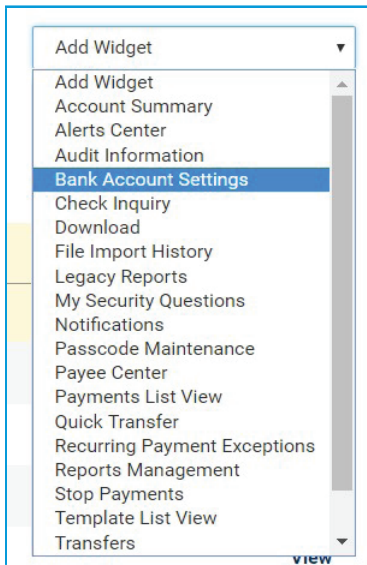 Add Widget
Add Widget
Account Summary
Alerts Center
Audit Information
Bank Account Settings
Check Inquiry
Download
File Import History
Legacy Reports
My Security Questions
Notifications
Passcode Maintenance
Payee Center
Payments List View
Quick Transfer
Recurring Payment Exceptions
Reports Management
Stop Payments
Template List View
Transfers
View